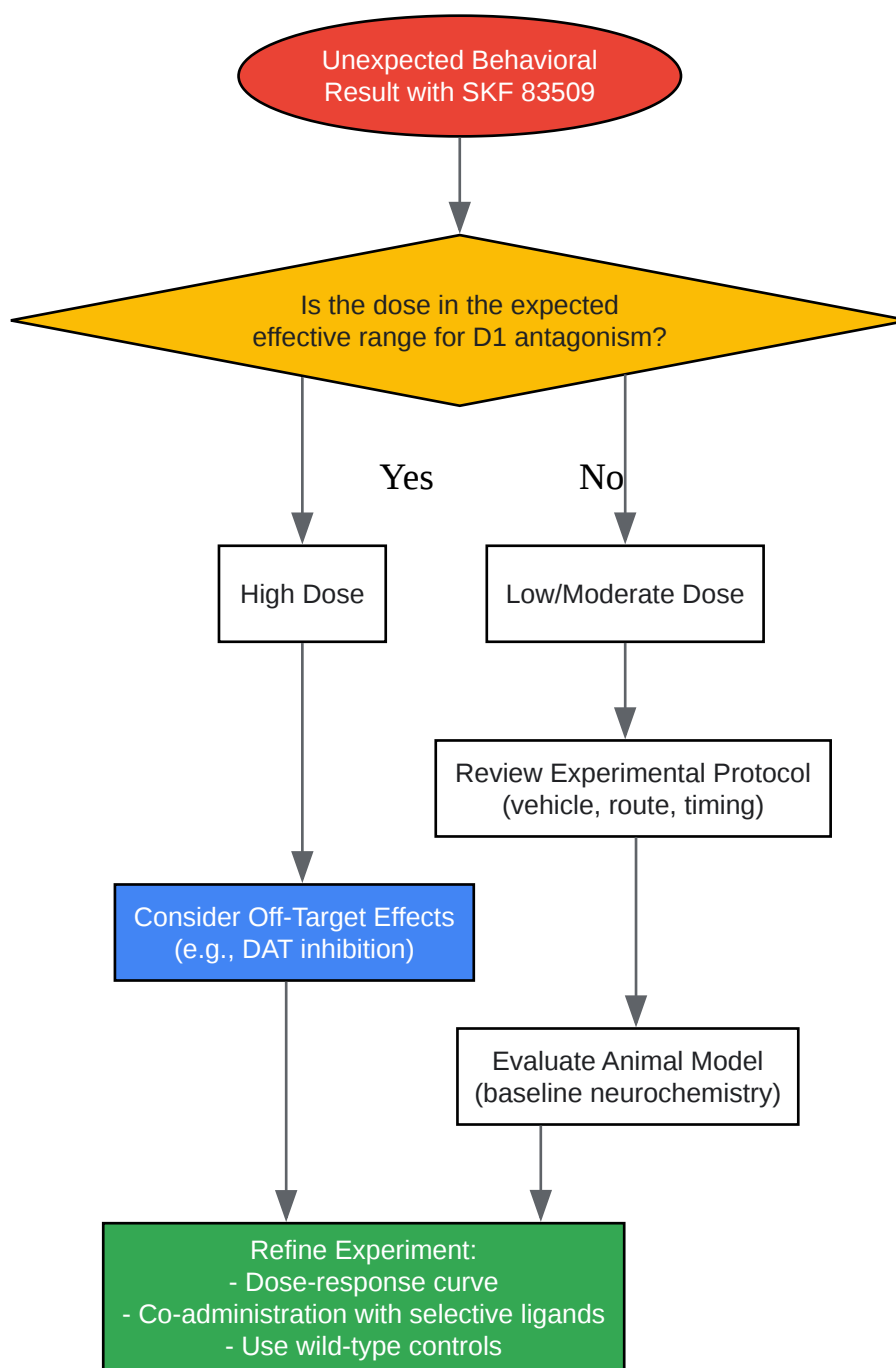 Unexpected Behavioral
Result with SKF 83509
Is the dose in the expected
effective range for D1 antagonism?
Yes
No
High Dose
Low/Moderate Dose
Review Experimental Protocol
(vehicle, route, timing)
Consider Off-Target Effects
(e.g., DAT inhibition)
Evaluate Animal Model
(baseline neurochemistry)
Refine Experiment:
- Dose-response curve
- Co-administration with selective ligands
- Use wild-type controls